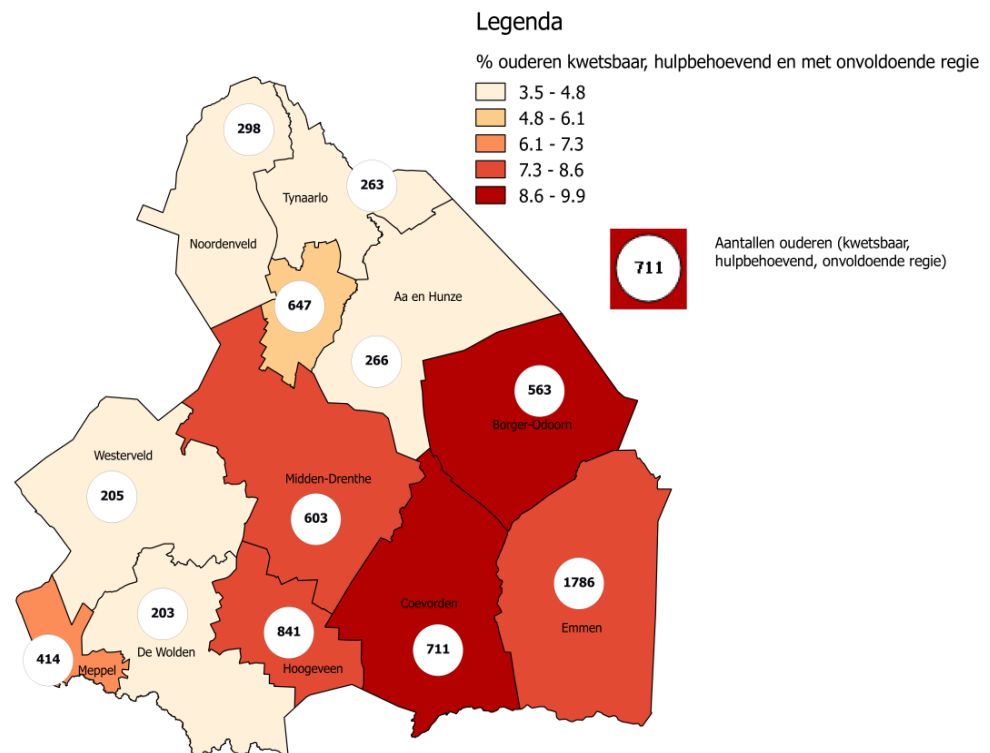 Legenda
% ouderen kwetsbaar, hulpbehoevend en met onvoldoende regie
3.5 - 4.8
4.8 - 6.1
6.1 - 7.3
7.3 - 8.6
8.6 - 9.9
711
Aantallen ouderen (kwetsbaar,
hulpbehoevend, onvoldoende regie)
298
263
Tynaarlo
Noordenveld
647
Aa en Hunze
266
563
Borger-Odoorn
Westerveld
205
Midden-Drenthe
603
1786
Emmen
Coevorden
711
203
De Wolden
841
Hoogeveen
414
Meppel